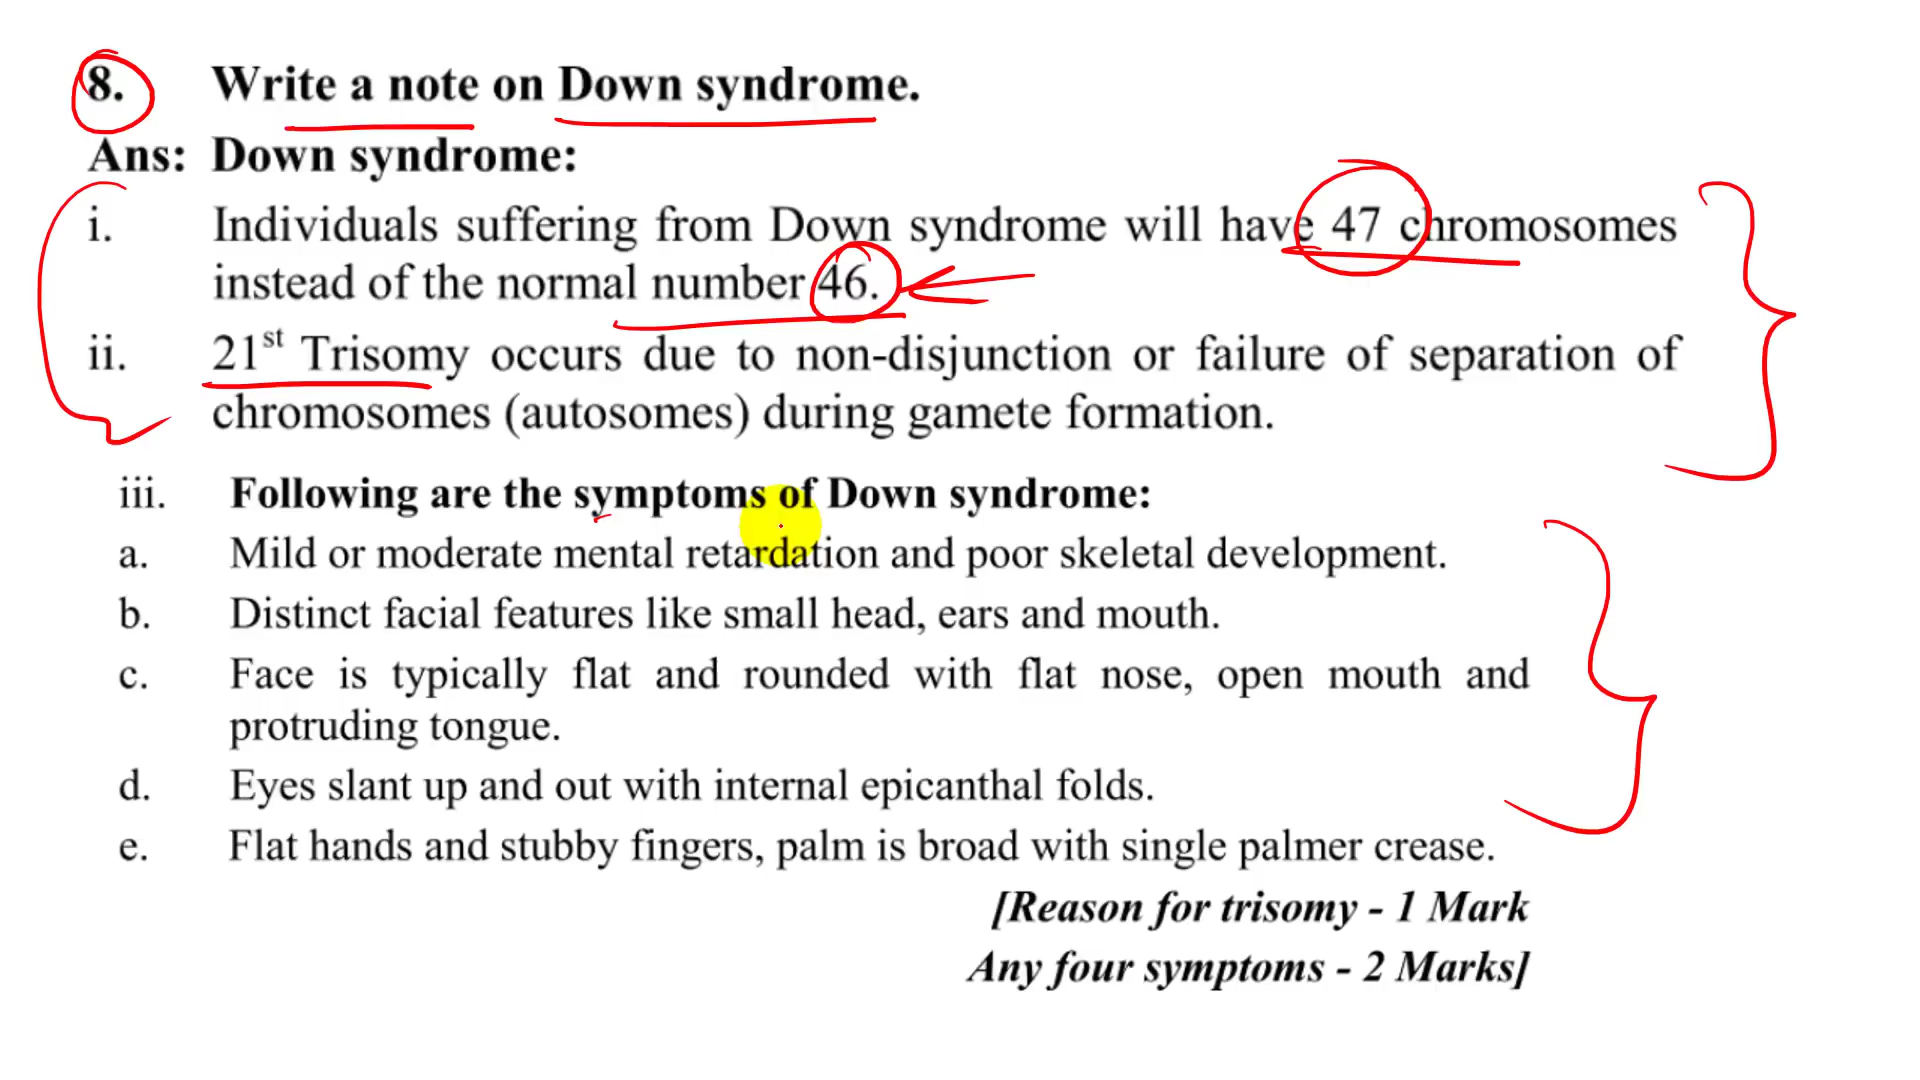 8. Write a note on Down syndrome.
Ans: Down syndrome:
i. Individuals suffering from Down syndrome will have 47 chromosomes
instead of the normal number 46.
ii. 21st Trisomy occurs due to non-disjunction or failure of separation of
chromosomes (autosomes) during gamete formation.
iii. Following are the symptoms of Down syndrome:
a. Mild or moderate mental retardation and poor skeletal development.
b. Distinct facial features like small head, ears and mouth.
c. Face is typically flat and rounded with flat nose, open mouth and
protruding tongue.
d. Eyes slant up and out with internal epicanthal folds.
e. Flat hands and stubby fingers, palm is broad with single palmer crease.
[Reason for trisomy - 1 Mark
Any four symptoms - 2 Marks]